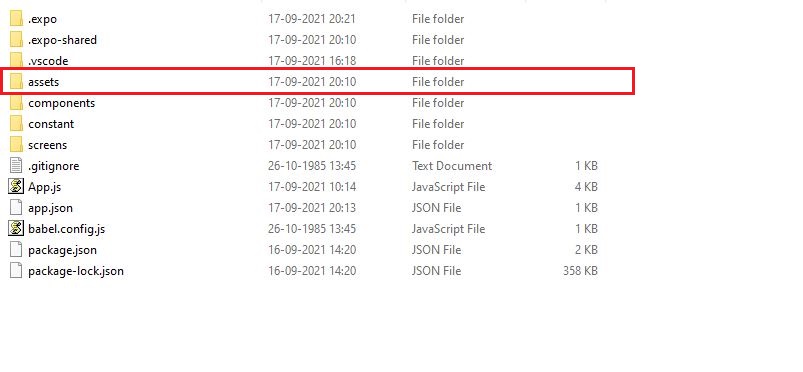 .expo 17-09-2021 20:21 File folder
.expo-shared 17-09-2021 20:10 File folder
.vscode 17-09-2021 16:18 File folder
assets 17-09-2021 20:10 File folder
components 17-09-2021 20:10 File folder
constant 17-09-2021 20:10 File folder
screens 17-09-2021 20:10 File folder
.gitignore 26-10-1985 13:45 Text Document 1 KB
App.js 17-09-2021 10:14 JavaScript File 4 KB
app.json 17-09-2021 20:13 JSON File 1 KB
babel.config.js 26-10-1985 13:45 JavaScript File 1 KB
package.json 16-09-2021 14:20 JSON File 2 KB
package-lock.json 16-09-2021 14:20 JSON File 358 KB